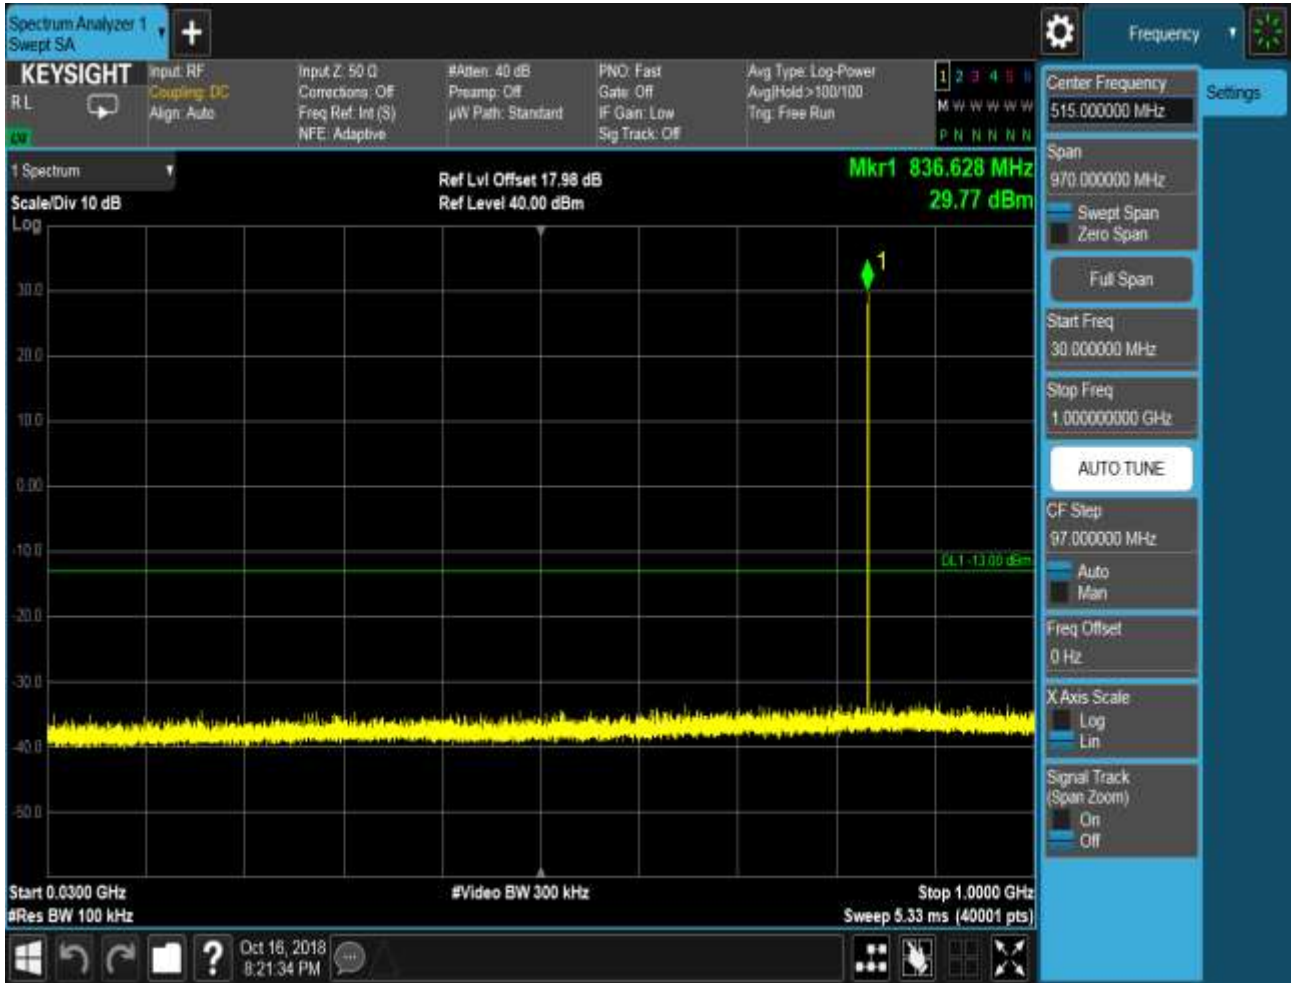 Spectrum Analyzer 1
Swept SA
Frequency
KEYSIGHT
R L
Input: RF
Coupling: DC
Align: Auto
Input Z: 50 Ω
Corrections: Off
Freq Ref: Int (S)
NFE: Adaptive
#Atten: 40 dB
Preamp: Off
µW Path: Standard
PNO: Fast
Gate: Off
IF Gain: Low
Sig Track: Off
Avg Type: Log-Power
Avg|Hold:>100/100
Trig: Free Run
1 2 3 4 5 6
M W W W W W
P N N N N N
1 Spectrum
Scale/Div 10 dB
Log
Ref Lvl Offset 17.98 dB
Ref Level 40.00 dBm
Mkr1 836.628 MHz
29.77 dBm
1
30.0
20.0
10.0
0.00
-10.0
DL1 -13.00 dBm
-20.0
-30.0
-40.0
-50.0
Start 0.0300 GHz
#Res BW 100 kHz
#Video BW 300 kHz
Stop 1.0000 GHz
Sweep 5.33 ms (40001 pts)
Center Frequency
515.000000 MHz
Settings
Span
970.000000 MHz
Swept Span
Zero Span
Full Span
Start Freq
30.000000 MHz
Stop Freq
1.000000000 GHz
AUTO TUNE
CF Step
97.000000 MHz
Auto
Man
Freq Offset
0 Hz
X Axis Scale
Log
Lin
Signal Track
(Span Zoom)
On
Off
?
Oct 16, 2018
8:21:34 PM